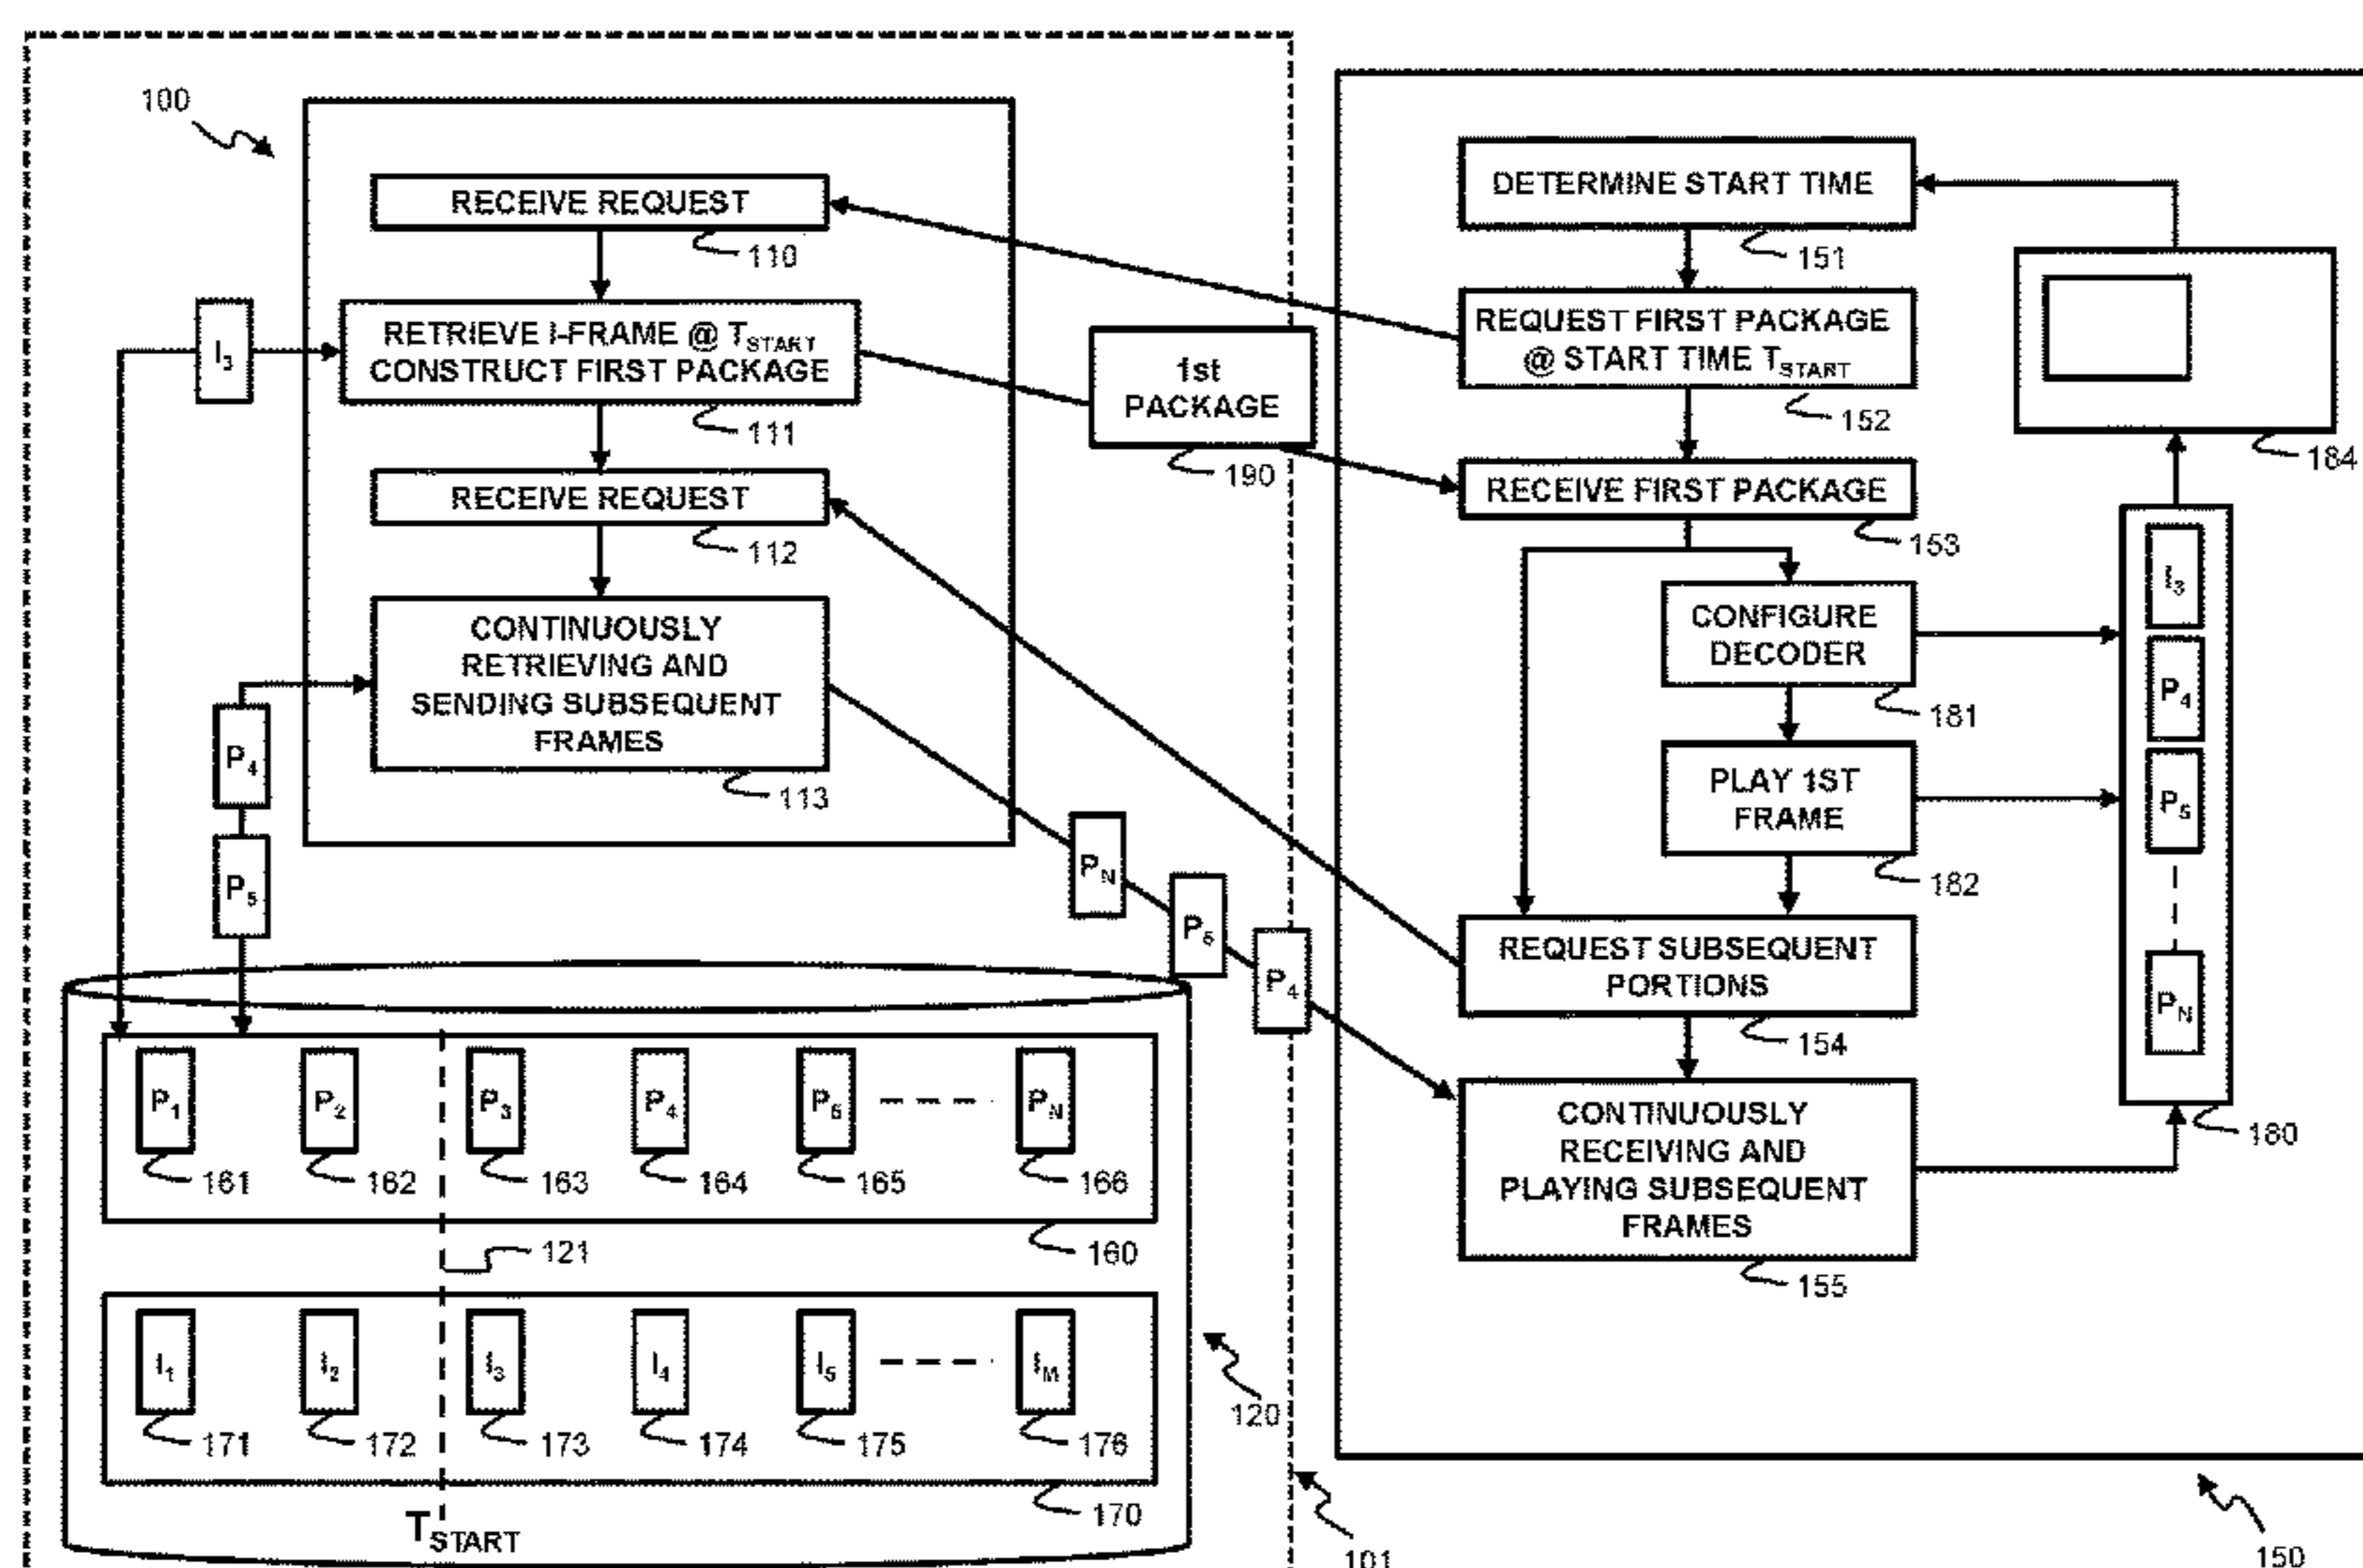 100
RECEIVE REQUEST
110
I3
RETRIEVE I-FRAME @ TSTART
CONSTRUCT FIRST PACKAGE
111
RECEIVE REQUEST
112
CONTINUOUSLY
RETRIEVING AND
SENDING SUBSEQUENT
FRAMES
113
P4
P5
1st
PACKAGE
190
PN
P5
P4
P1
P2
P3
P4
P5
PN
161
162
163
164
165
166
121
160
I1
I2
I3
I4
I5
IM
171
172
173
174
175
176
170
TSTART
120
101
DETERMINE START TIME
151
REQUEST FIRST PACKAGE
@ START TIME TSTART
152
RECEIVE FIRST PACKAGE
153
CONFIGURE
DECODER
181
PLAY 1ST
FRAME
182
REQUEST SUBSEQUENT
PORTIONS
154
CONTINUOUSLY
RECEIVING AND
PLAYING SUBSEQUENT
FRAMES
155
184
I3
P4
P5
PN
180
150